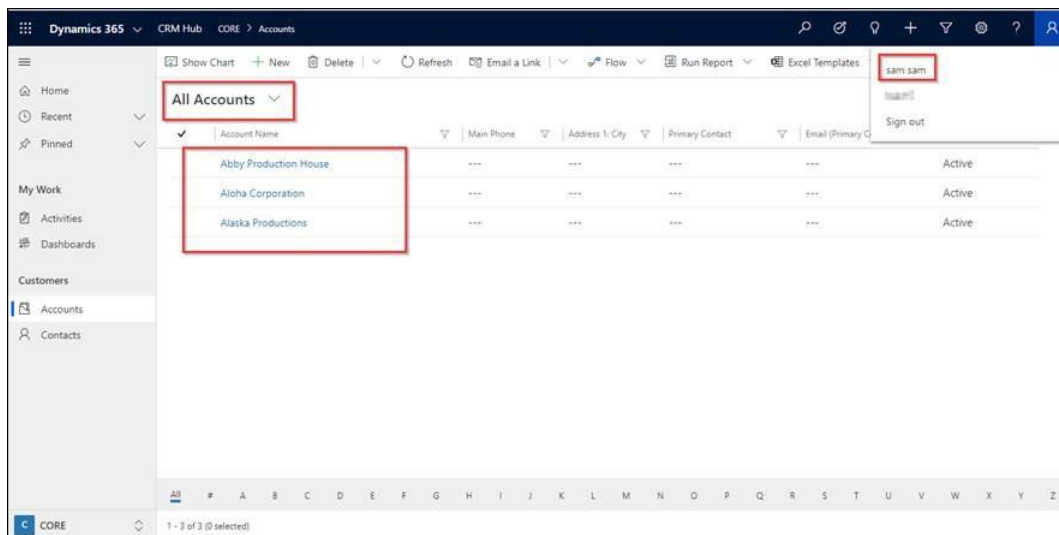 Dynamics 365 CRM Hub CORE > Accounts
Show Chart + New Delete Refresh Email a Link Flow Run Report Excel Templates
sam sam
Sign out
Home
Recent
Pinned
My Work
Activities
Dashboards
Customers
Accounts
Contacts
All Accounts
Account Name Main Phone Address 1: City Primary Contact Email (Primary C
Abby Production House --- --- --- --- Active
Aloha Corporation --- --- --- --- Active
Alaska Productions --- --- --- --- Active
All # A B C D E F G H I J K L M N O P Q R S T U V W X Y Z
C CORE
1 - 3 of 3 (0 selected)